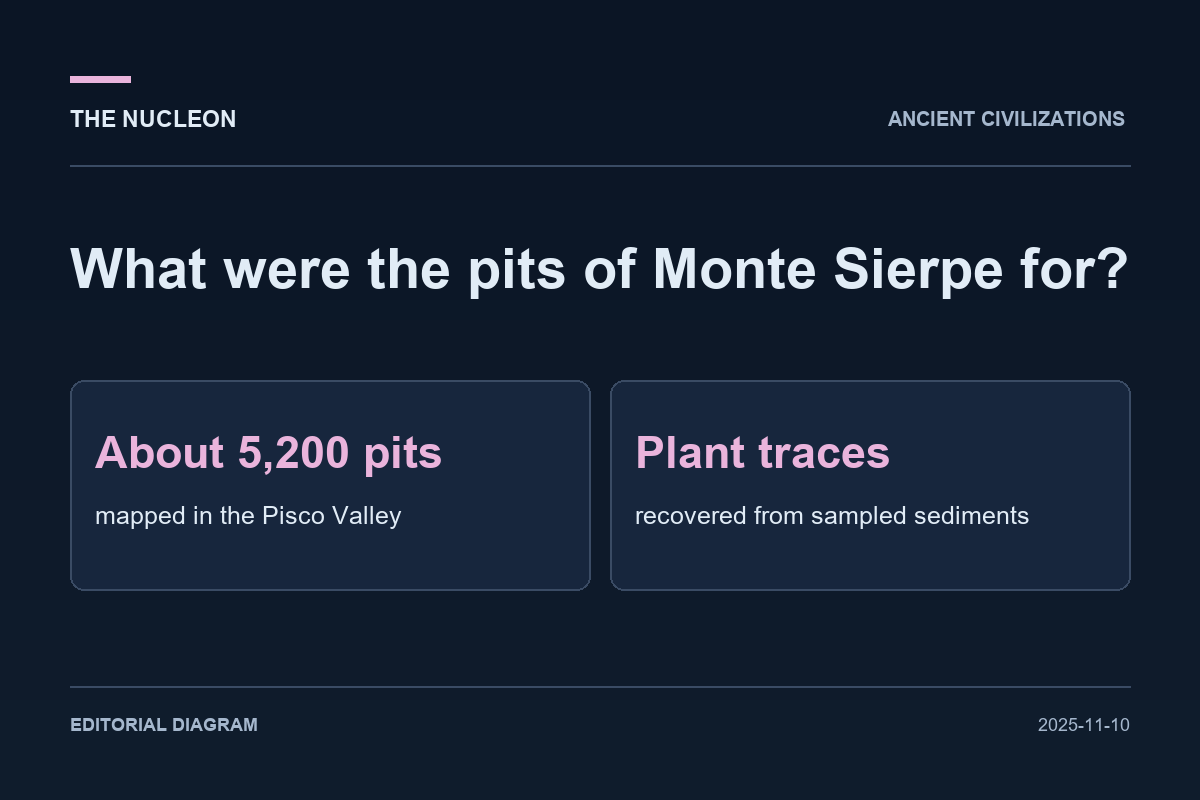 THE NUCLEON
ANCIENT CIVILIZATIONS
What were the pits of Monte Sierpe for?
About 5,200 pits
mapped in the Pisco Valley
Plant traces
recovered from sampled sediments
EDITORIAL DIAGRAM
2025-11-10